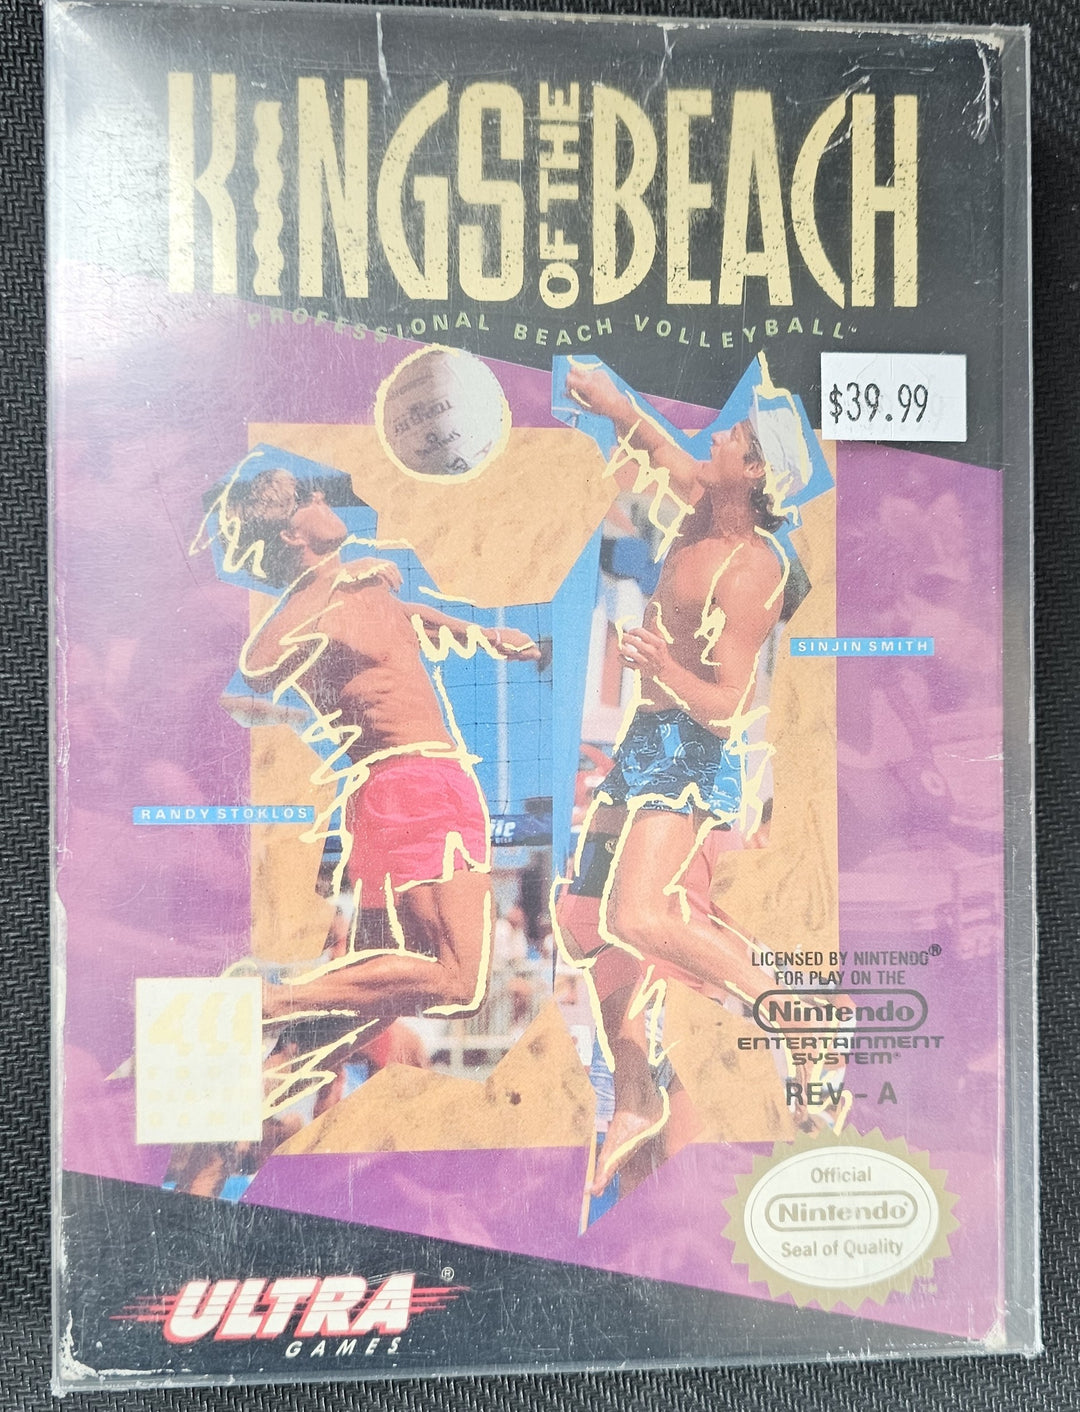 KINGS OF THE BEACH
PROFESSIONAL BEACH VOLLEYBALL
$39.99
SINJIN SMITH
RANDY STOKLOS
LICENSED BY NINTENDO®
FOR PLAY ON THE
Nintendo
ENTERTAINMENT
SYSTEM®
REV-A
Official
Nintendo®
Seal of Quality
ULTRA®
GAMES